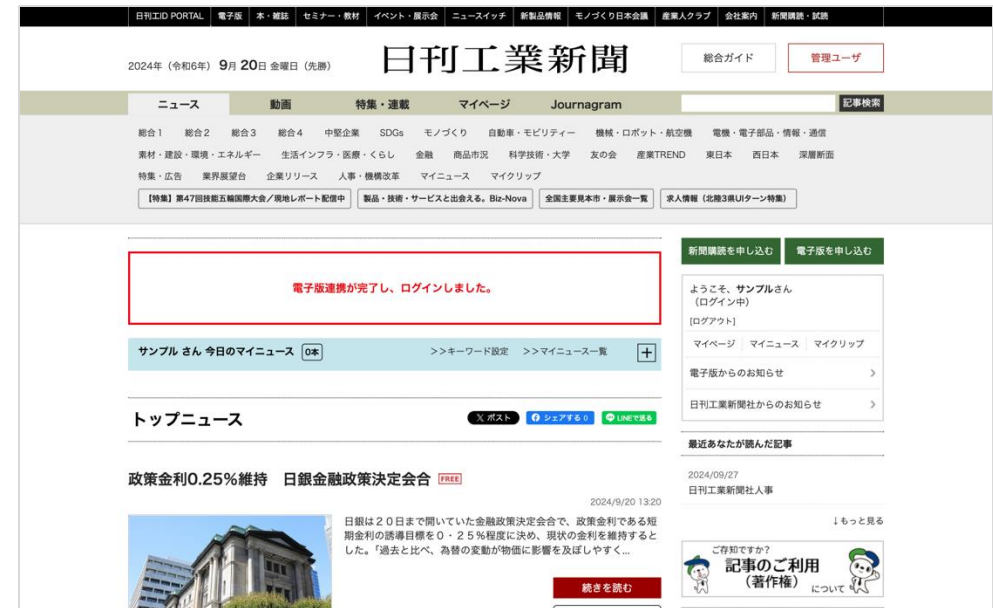 日刊工業ID PORTAL 電子版 本・雑誌 セミナー・教材 イベント・展示会 ニュースイッチ 新製品情報 モノづくり日本会議 産業人クラブ 会社案内 新聞購読・試読
2024年（令和6年）9月20日 金曜日（先勝）
日刊工業新聞
総合ガイド
管理ユーザ
ニュース 動画 特集・連載 マイページ Journagram
記事検索
総合1 総合2 総合3 総合4 中堅企業 SDGs モノづくり 自動車・モビリティー 機械・ロボット・航空機 電機・電子部品・情報・通信
素材・建設・環境・エネルギー 生活インフラ・医療・くらし 金融 商品市況 科学技術・大学 友の会 産業TREND 東日本 西日本 深層断面
特集・広告 業界展望台 企業リリース 人事・機構改革 マイニュース マイクリップ
【特集】第47回技能五輪国際大会／現地レポート配信中 製品・技術・サービスと出会える。Biz-Nova 全国主要見本市・展示会一覧 求人情報（北陸3県UIターン特集）
電子版連携が完了し、ログインしました。
サンプル さん 今日のマイニュース 0本 >>キーワード設定 >>マイニュース一覧 +
トップニュース
ポスト シェアする 0 LINEで送る
政策金利0.25％維持　日銀金融政策決定会合 FREE
2024/9/20 13:20
日銀は２０日まで開いていた金融政策決定会合で、政策金利である短
期金利の誘導目標を０・２５％程度に決め、現状の金利を維持すると
した。「過去と比べ、為替の変動が物価に影響を及ぼしやすく...
続きを読む
新聞購読を申し込む 電子版を申し込む
ようこそ、サンプルさん
（ログイン中）
[ログアウト]
マイページ マイニュース マイクリップ
電子版からのお知らせ
日刊工業新聞社からのお知らせ
最近あなたが読んだ記事
2024/09/27
日刊工業新聞社人事
↓もっと見る
ご存知ですか？
記事のご利用
（著作権）について